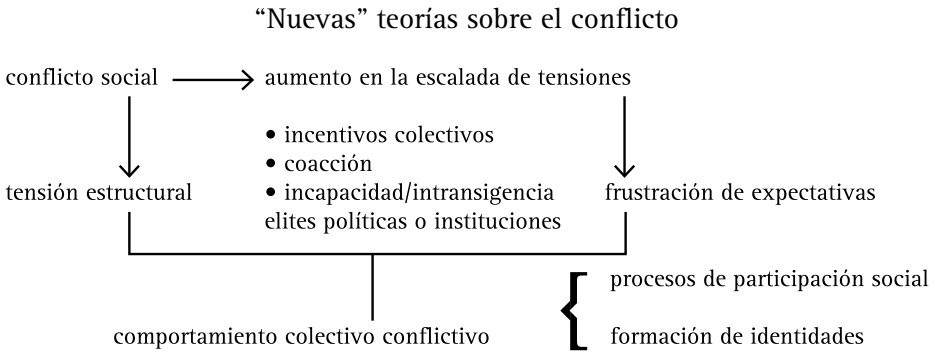 “Nuevas” teorías sobre el conflicto
conflicto social
aumento en la escalada de tensiones
• incentivos colectivos
• coacción
• incapacidad/intransigencia
elites políticas o instituciones
tensión estructural
frustración de expectativas
procesos de participación social
comportamiento colectivo conflictivo
formación de identidades